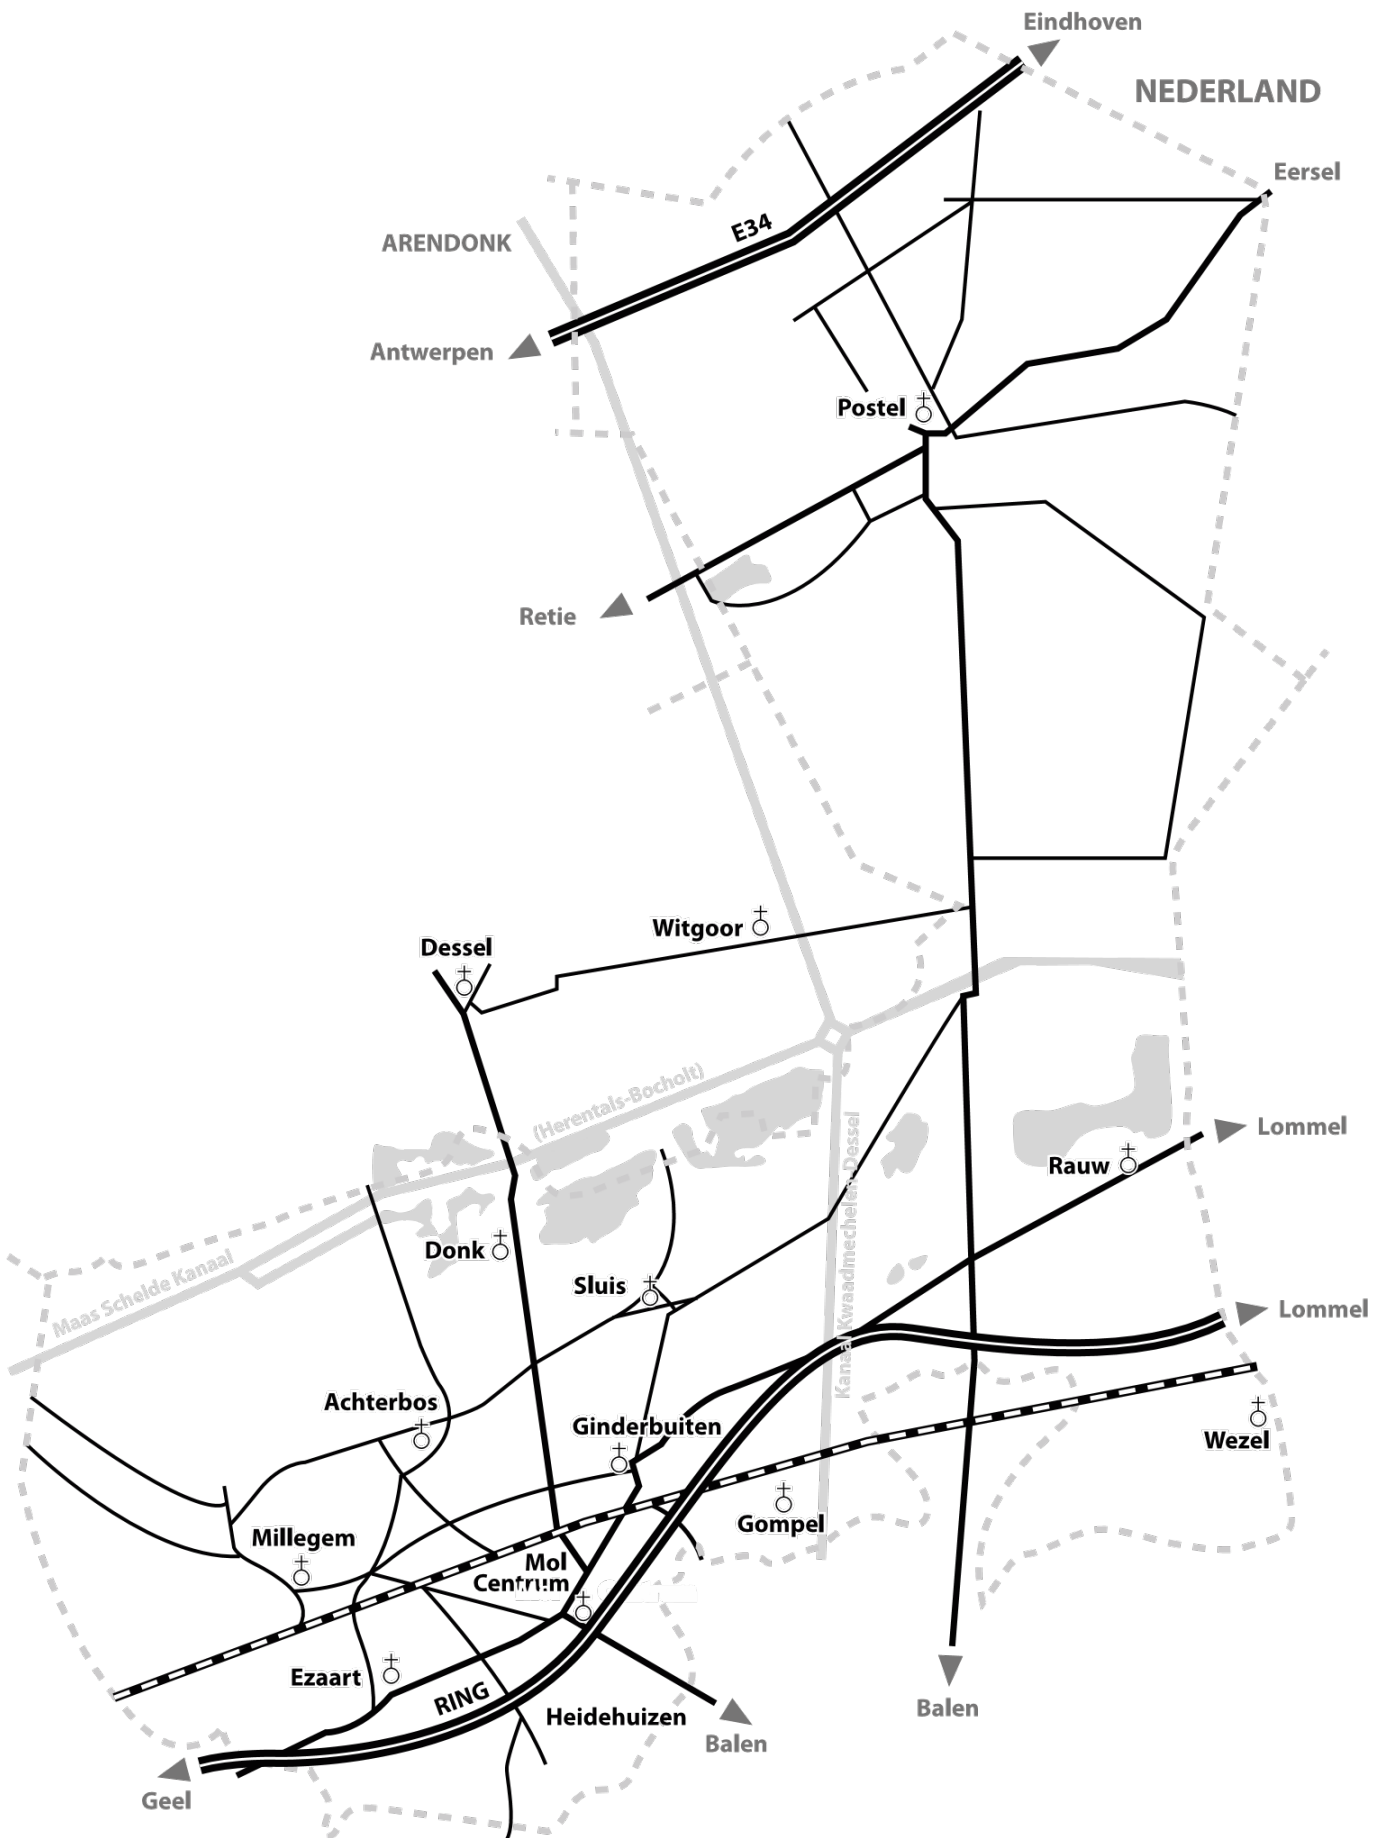 Eindhoven
NEDERLAND
Eersel
E34
ARENDONK
Antwerpen
Postel
Retie
Witgoor
Dessel
(Herentals-Bocholt)
Lommel
Rauw
Kanaal Kwaadmechelen-Dessel
Donk
Maas Schelde Kanaal
Sluis
Lommel
Achterbos
Ginderbuiten
Wezel
Gompel
Millegem
Mol
Centrum
Ezaart
RING
Heidehuizen
Balen
Balen
Geel